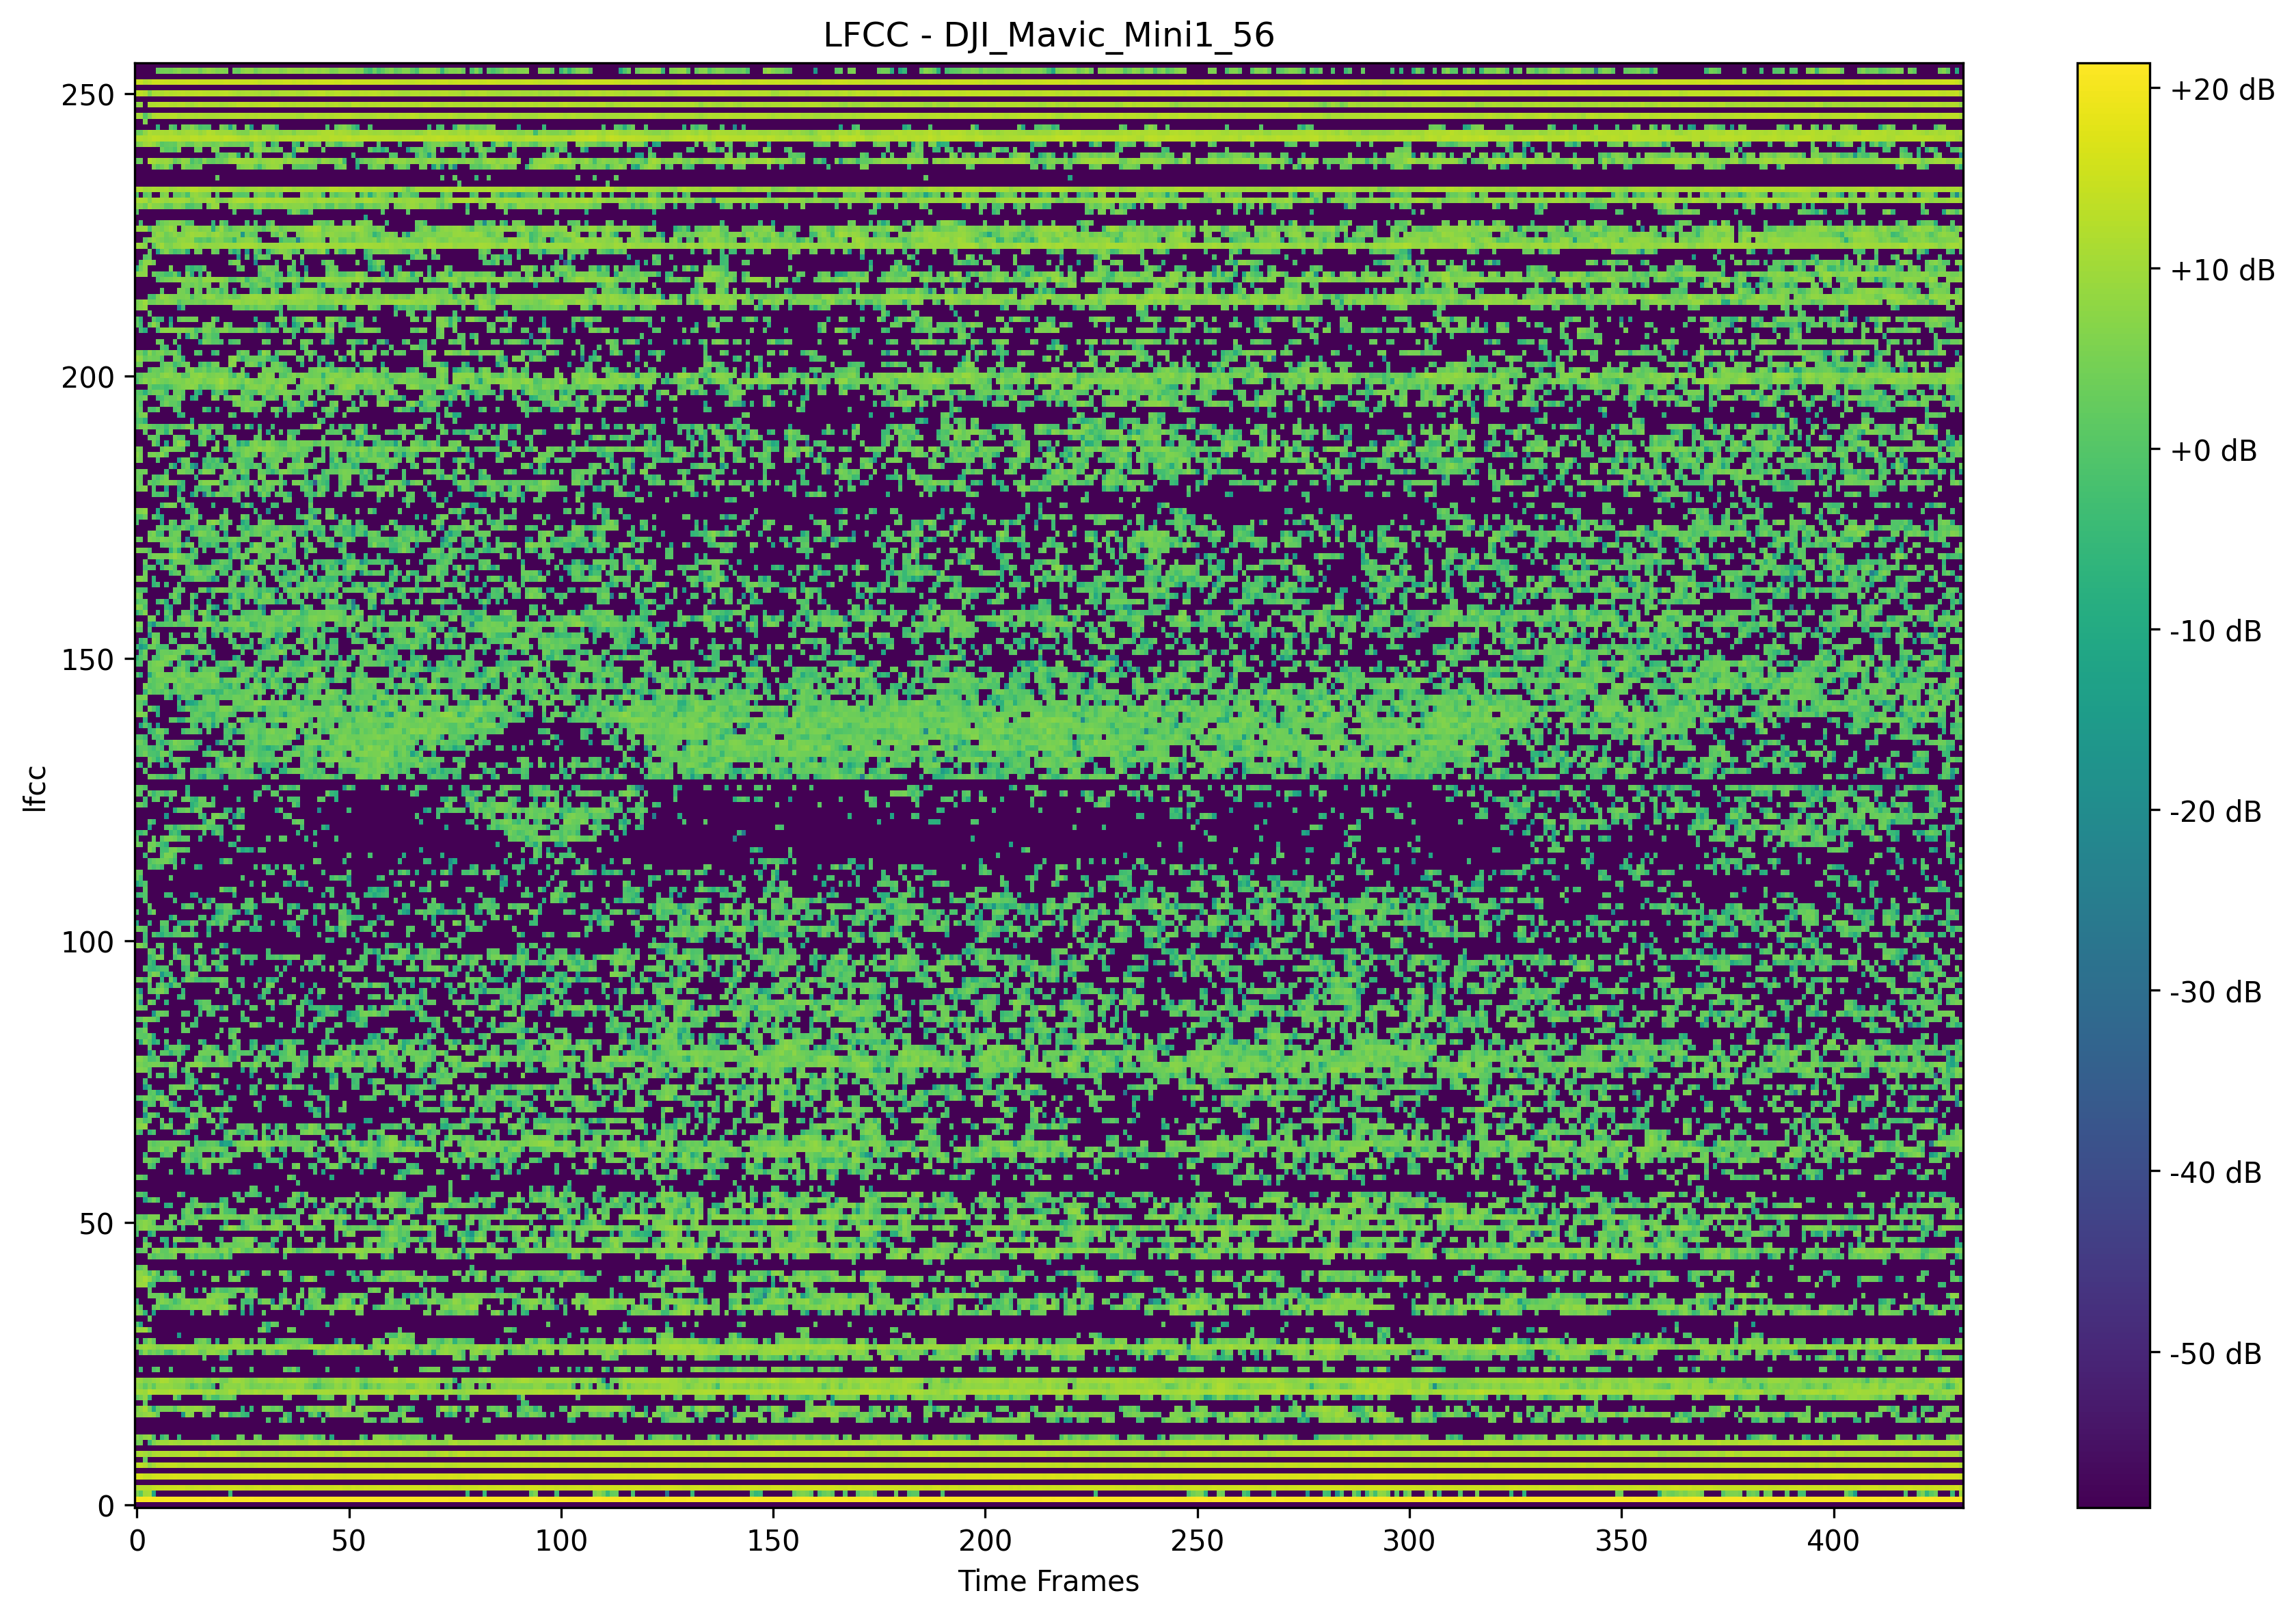 LFCC - DJI_Mavic_Mini1_56
250
200
150
100
50
0
lfcc
0 50 100 150 200 250 300 350 400
Time Frames
+20 dB
+10 dB
+0 dB
-10 dB
-20 dB
-30 dB
-40 dB
-50 dB